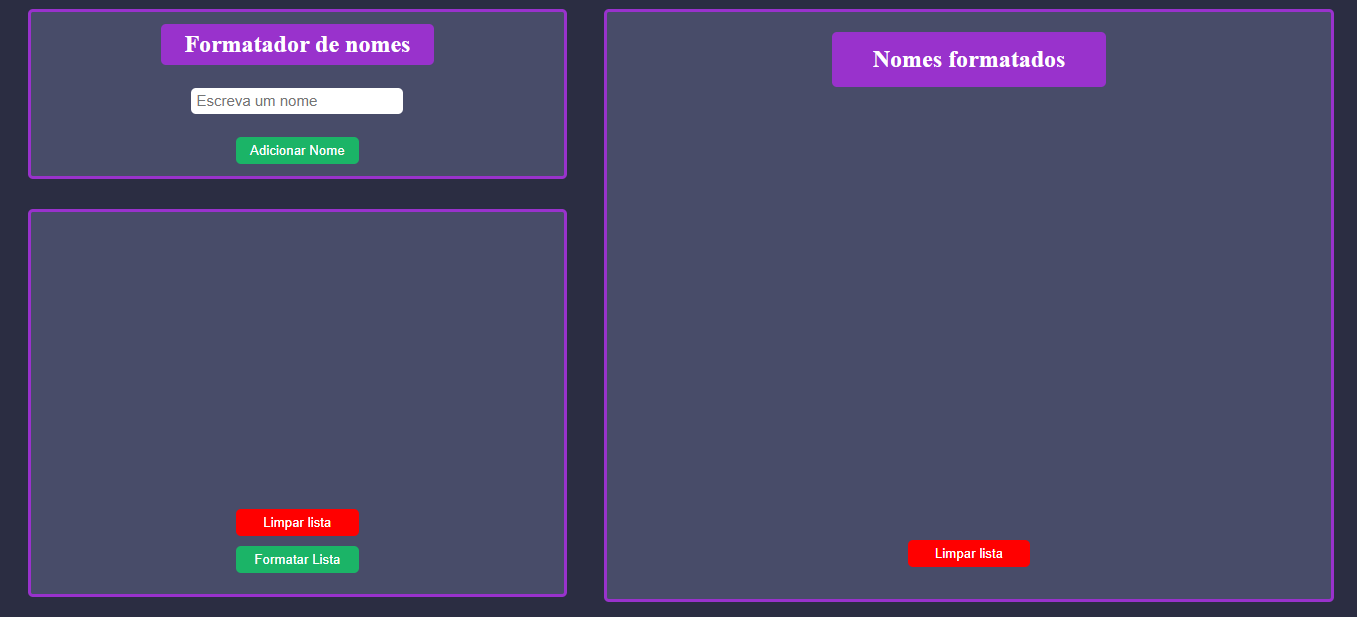 Formatador de nomes
Escreva um nome
Adicionar Nome
Limpar lista
Formatar Lista
Nomes formatados
Limpar lista